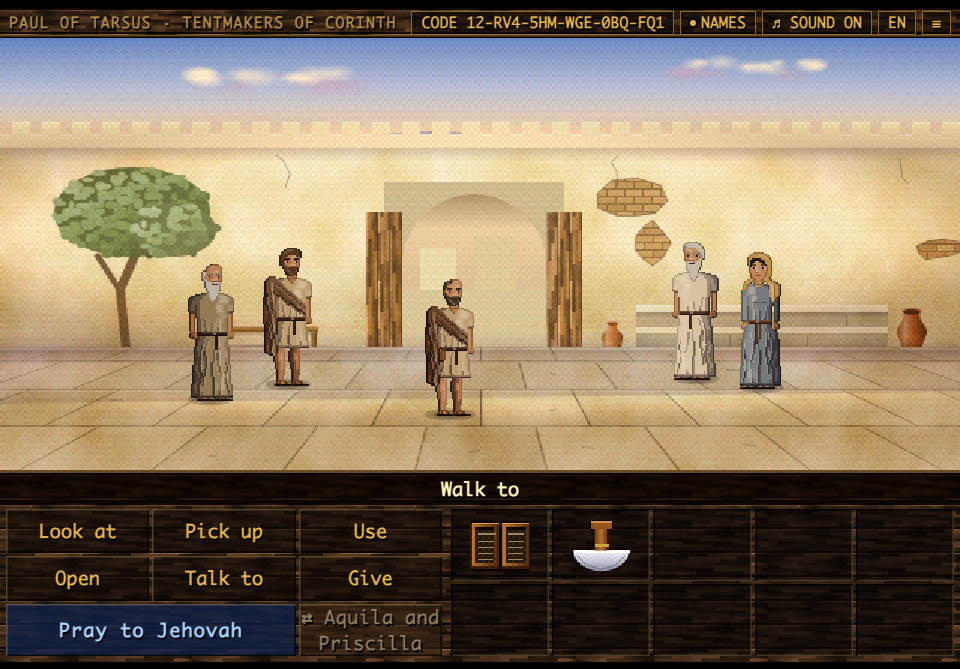 PAUL OF TARSUS · TENTMAKERS OF CORINTH
CODE 12-RV4-5HM-WGE-0BQ-FQ1
• NAMES
♬ SOUND ON
EN
≡
Walk to
Look at
Pick up
Use
Open
Talk to
Give
Pray to Jehovah
⇄ Aquila and
Priscilla